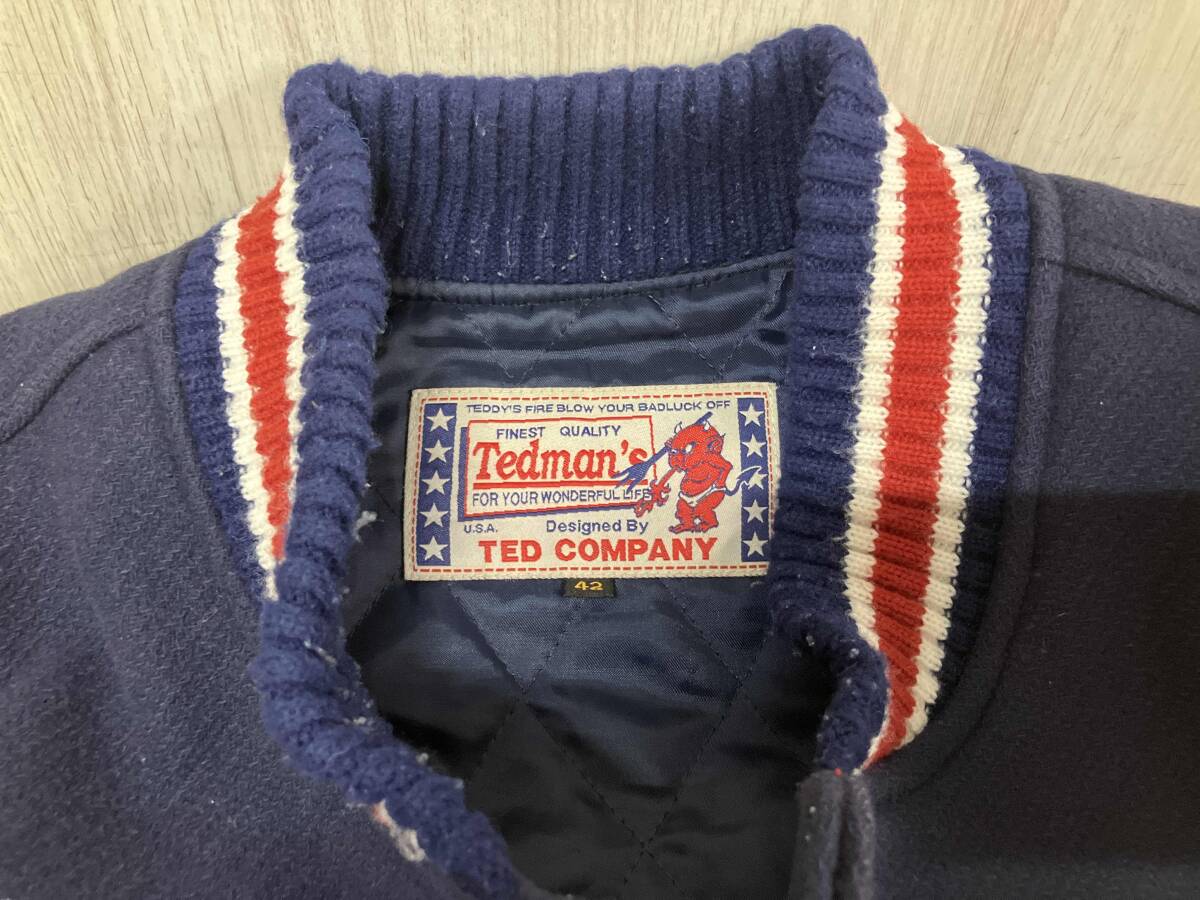 TEDDY'S FIRE BLOW YOUR BADLUCK OFF
FINEST QUALITY
Tedman's
FOR YOUR WONDERFUL LIFE
U.S.A. Designed By
TED COMPANY
42